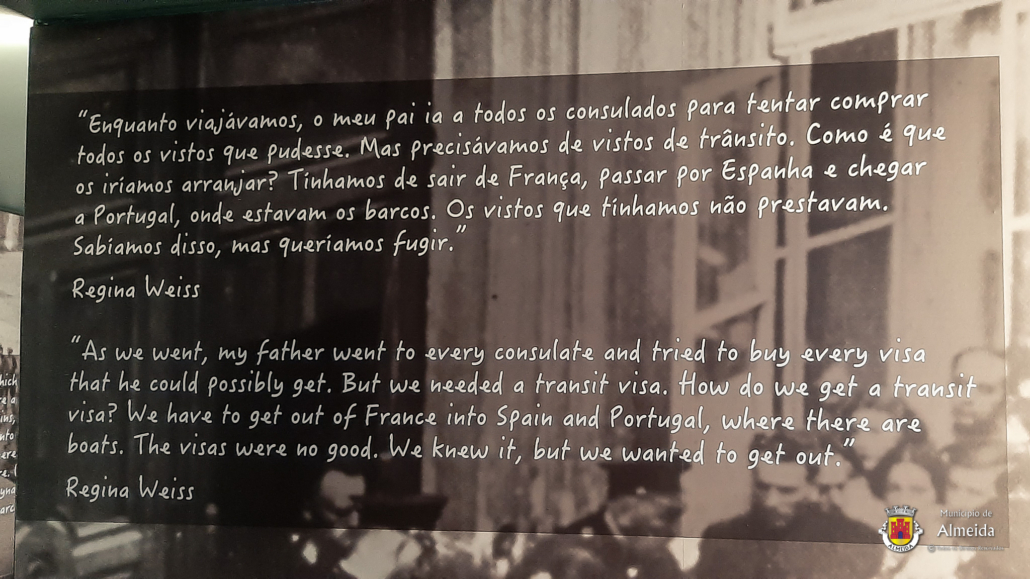 "Enquanto viajávamos, o meu pai ia a todos os consulados para tentar comprar
todos os vistos que pudesse. Mas precisávamos de vistos de trânsito. Como é que
os iríamos arranjar? Tínhamos de sair de França, passar por Espanha e chegar
a Portugal, onde estavam os barcos. Os vistos que tínhamos não prestavam.
Sabíamos disso, mas queríamos fugir."
Regina Weiss
"As we went, my father went to every consulate and tried to buy every visa
that he could possibly get. But we needed a transit visa. How do we get a transit
visa? We have to get out of France into Spain and Portugal, where there are
boats. The visas were no good. We knew it, but we wanted to get out."
Regina Weiss
Município de
Almeida
ALMEIDA